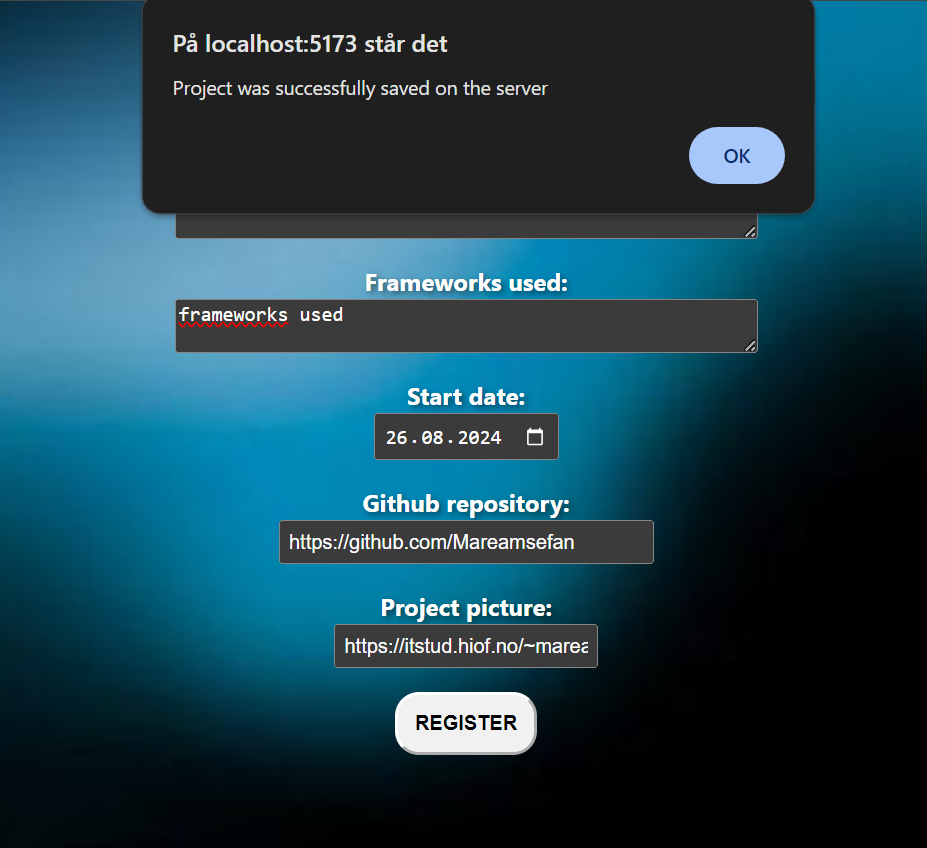 På localhost:5173 står det
Project was successfully saved on the server
OK
Frameworks used:
frameworks used
Start date:
26.08.2024
Github repository:
https://github.com/Mareamsefan
Project picture:
https://itstud.hiof.no/~marea
REGISTER